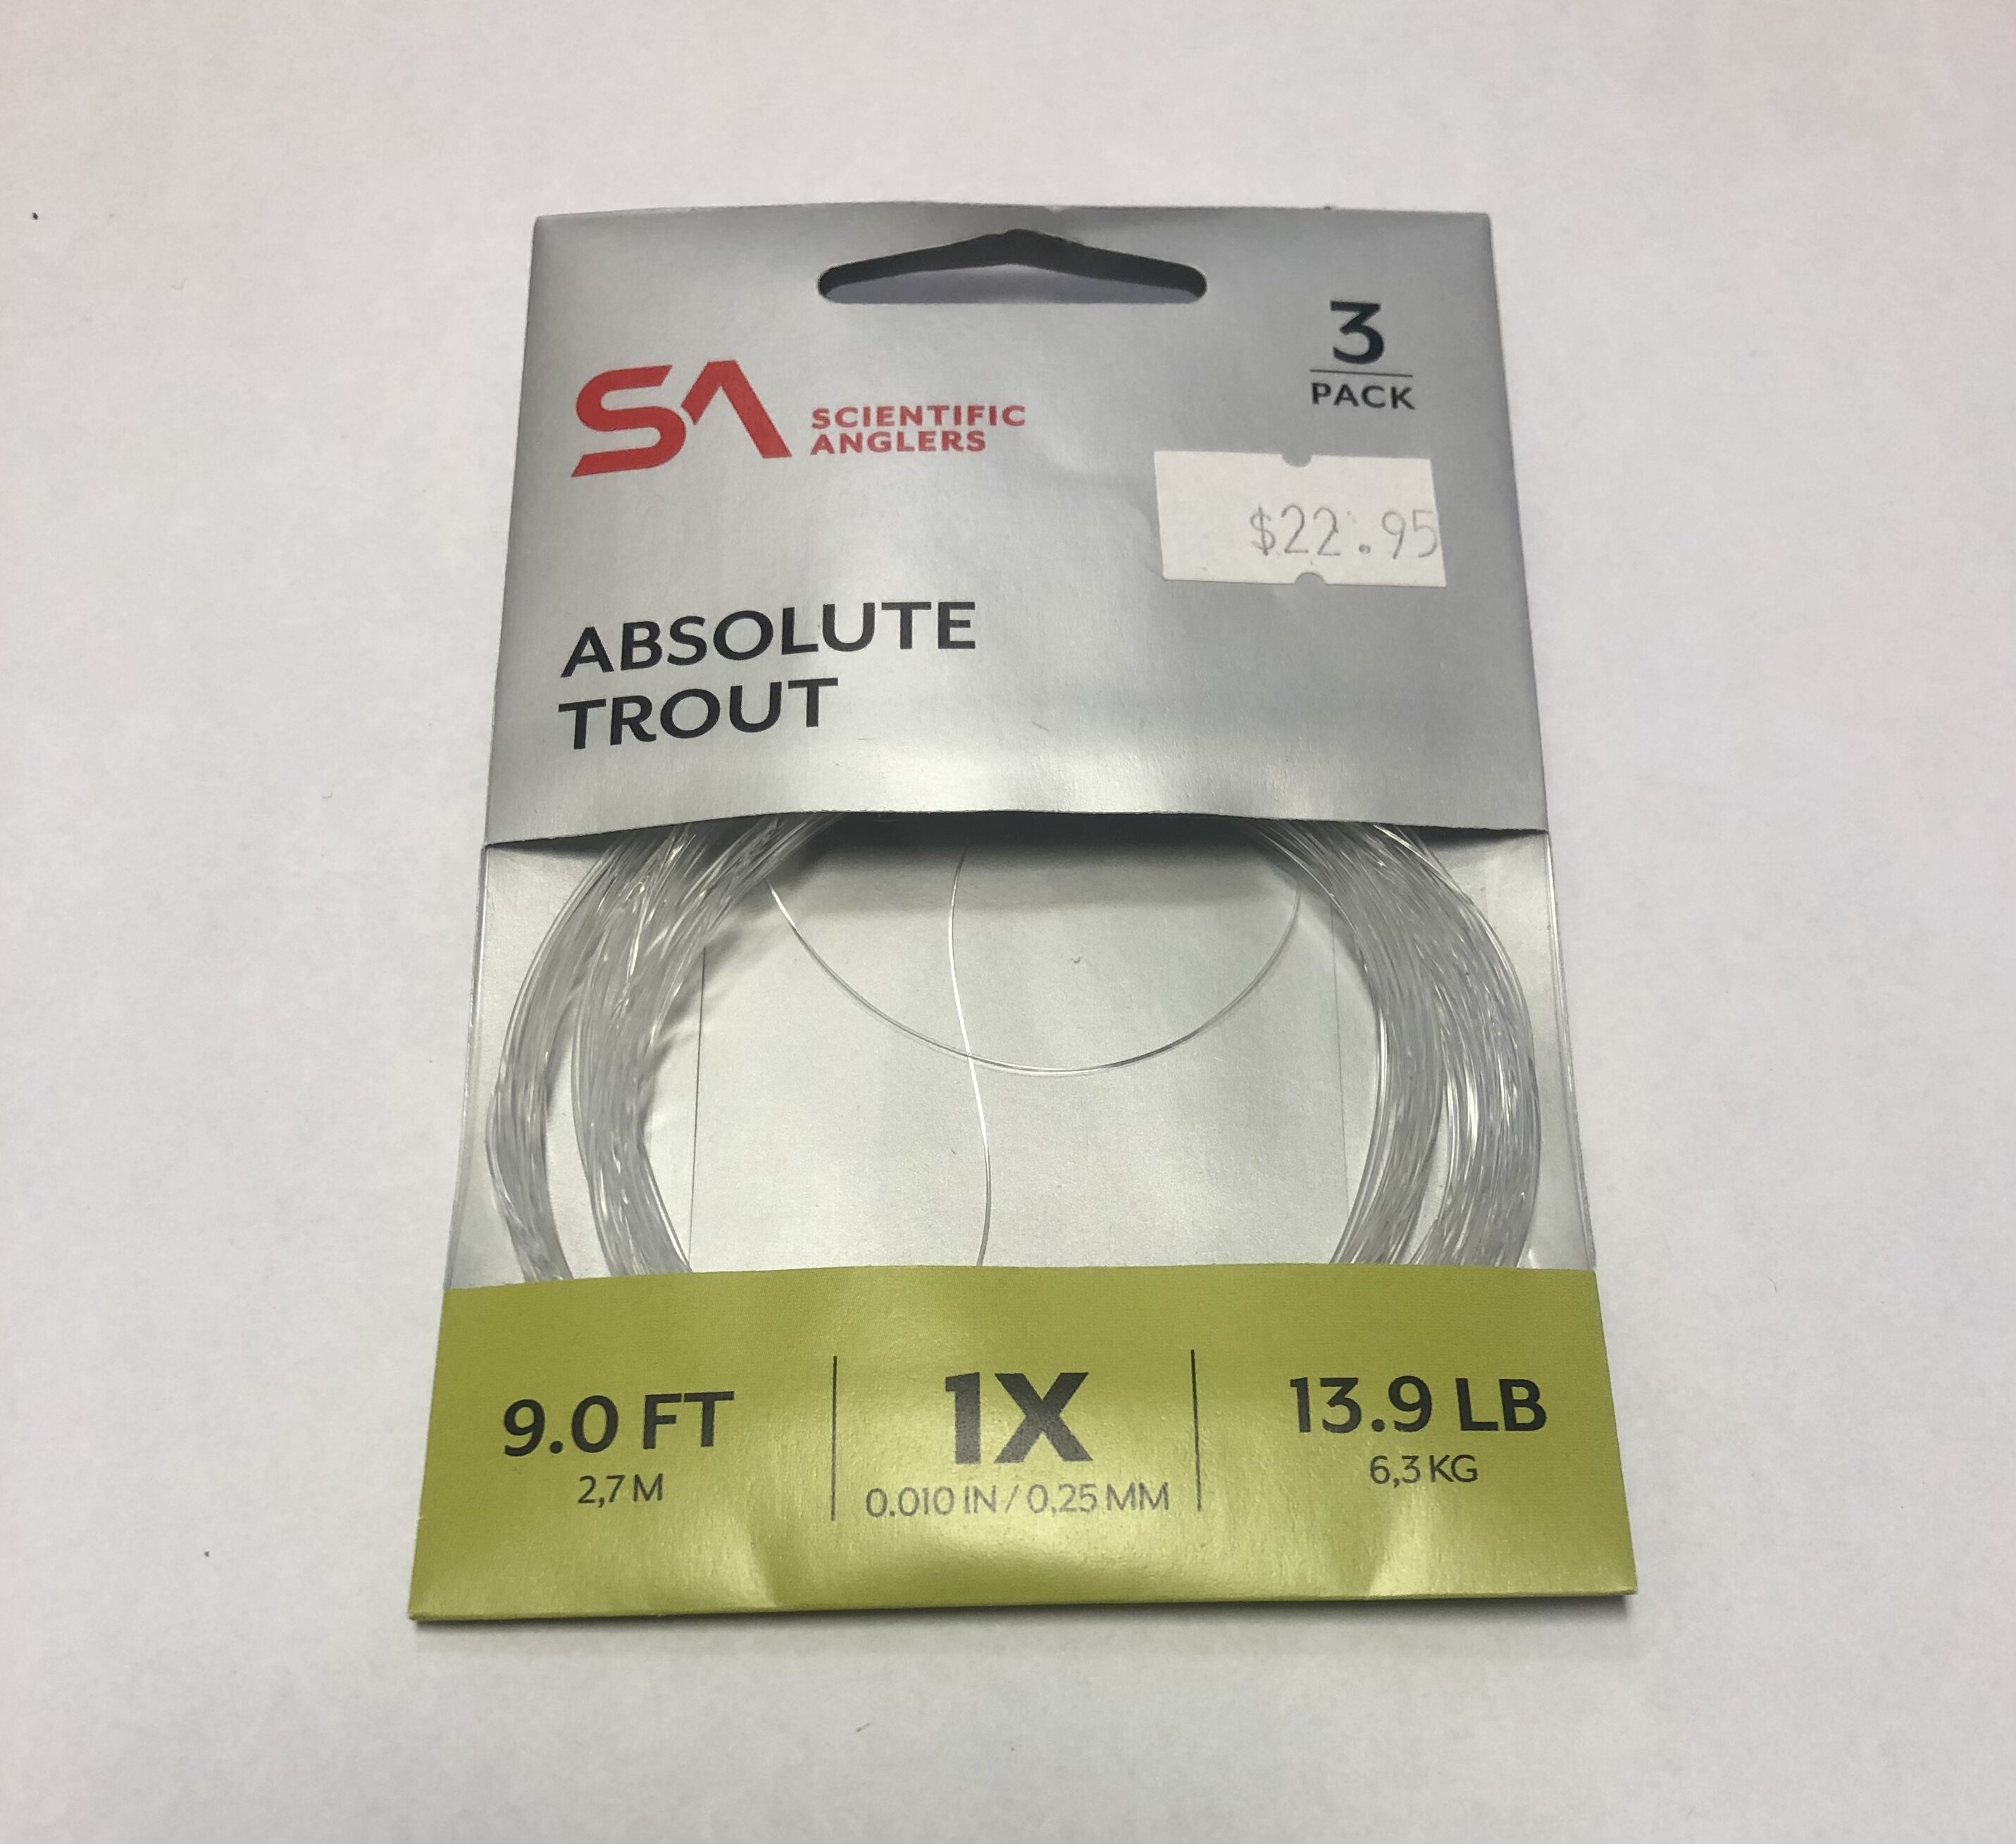 3
PACK
SA
SCIENTIFIC
ANGLERS
$22.95
ABSOLUTE
TROUT
9.0 FT
2,7 M
1X
0.010 IN / 0,25 MM
13.9 LB
6,3 KG